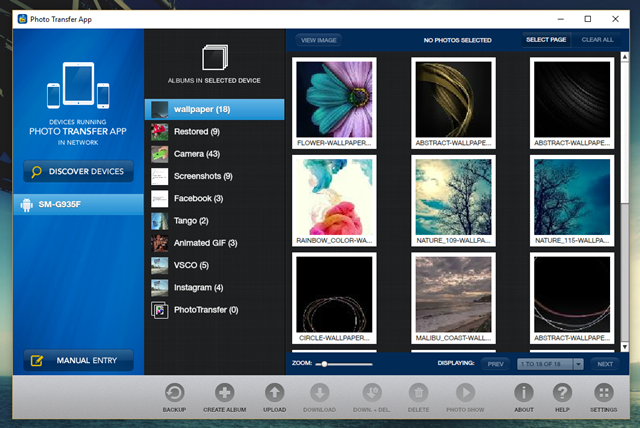 Photo Transfer App
DEVICES RUNNING
PHOTO TRANSFER APP
IN NETWORK
DISCOVER DEVICES
SM-G935F
MANUAL ENTRY
ALBUMS IN SELECTED DEVICE
wallpaper (18)
Restored (9)
Camera (43)
Screenshots (9)
Facebook (3)
Tango (2)
Animated GIF (3)
VSCO (5)
Instagram (4)
PhotoTransfer (0)
VIEW IMAGE
NO PHOTOS SELECTED
SELECT PAGE
CLEAR ALL
FLOWER-WALLPAPER...
ABSTRACT-WALLPAPE...
ABSTRACT-WALLPAPE...
RAINBOW_COLOR-WA...
NATURE_109-WALLPA...
NATURE_115-WALLPA...
CIRCLE-WALLPAPER...
MALIBU_COAST-WALL...
ABSTRACT-WALLPAPE...
ZOOM:
DISPLAYING:
PREV
1 TO 18 OF 18
NEXT
BACKUP
CREATE ALBUM
UPLOAD
DOWNLOAD
DOWN. + DEL.
DELETE
PHOTO SHOW
ABOUT
HELP
SETTINGS